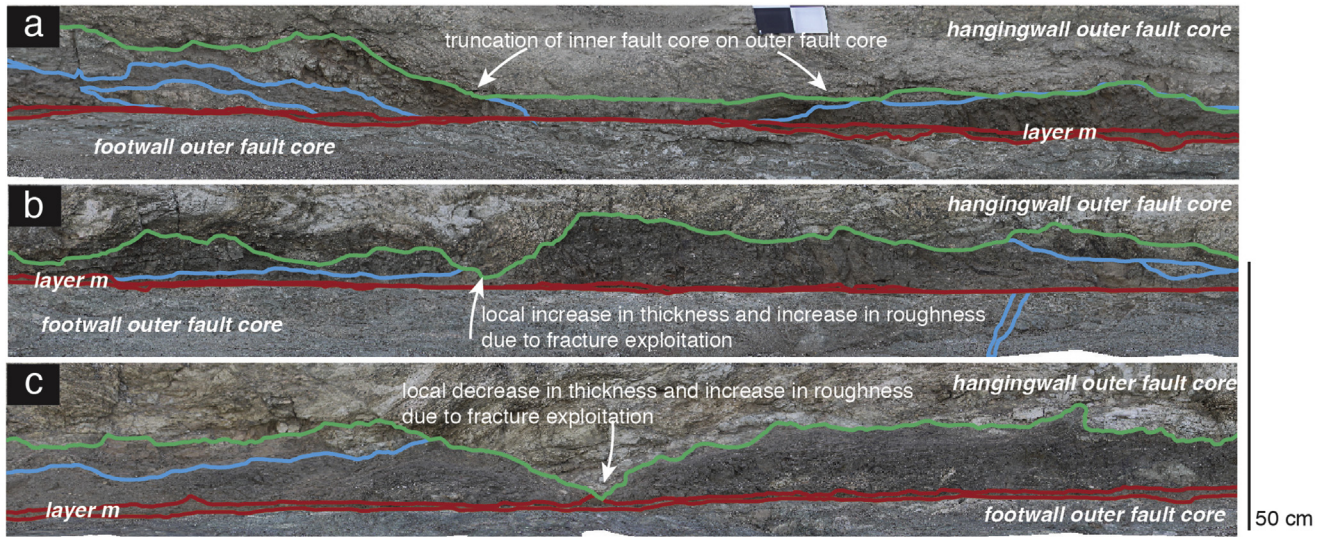 a
hangingwall outer fault core
truncation of inner fault core on outer fault core
layer m
footwall outer fault core
b
hangingwall outer fault core
layer m
footwall outer fault core
local increase in thickness and increase in roughness
due to fracture exploitation
c
hangingwall outer fault core
local decrease in thickness and increase in roughness
due to fracture exploitation
layer m
footwall outer fault core
50 cm